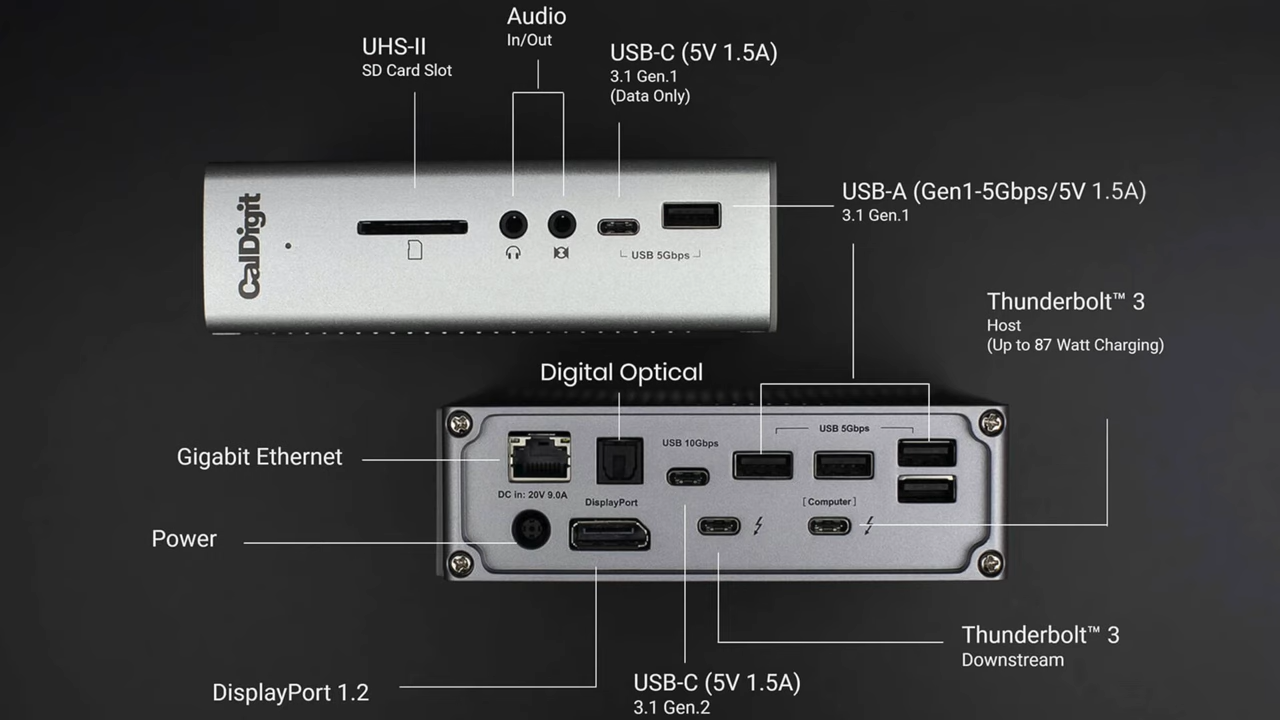 Audio
In/Out
UHS-II
SD Card Slot
USB-C (5V 1.5A)
3.1 Gen.1
(Data Only)
CalDigit
USB 5Gbps
USB-A (Gen1-5Gbps/5V 1.5A)
3.1 Gen.1
Thunderbolt™ 3
Host
(Up to 87 Watt Charging)
Digital Optical
USB 10Gbps
USB 5Gbps
Gigabit Ethernet
DC in: 20V 9.0A
DisplayPort
[ Computer ]
Power
Thunderbolt™ 3
Downstream
DisplayPort 1.2
USB-C (5V 1.5A)
3.1 Gen.2